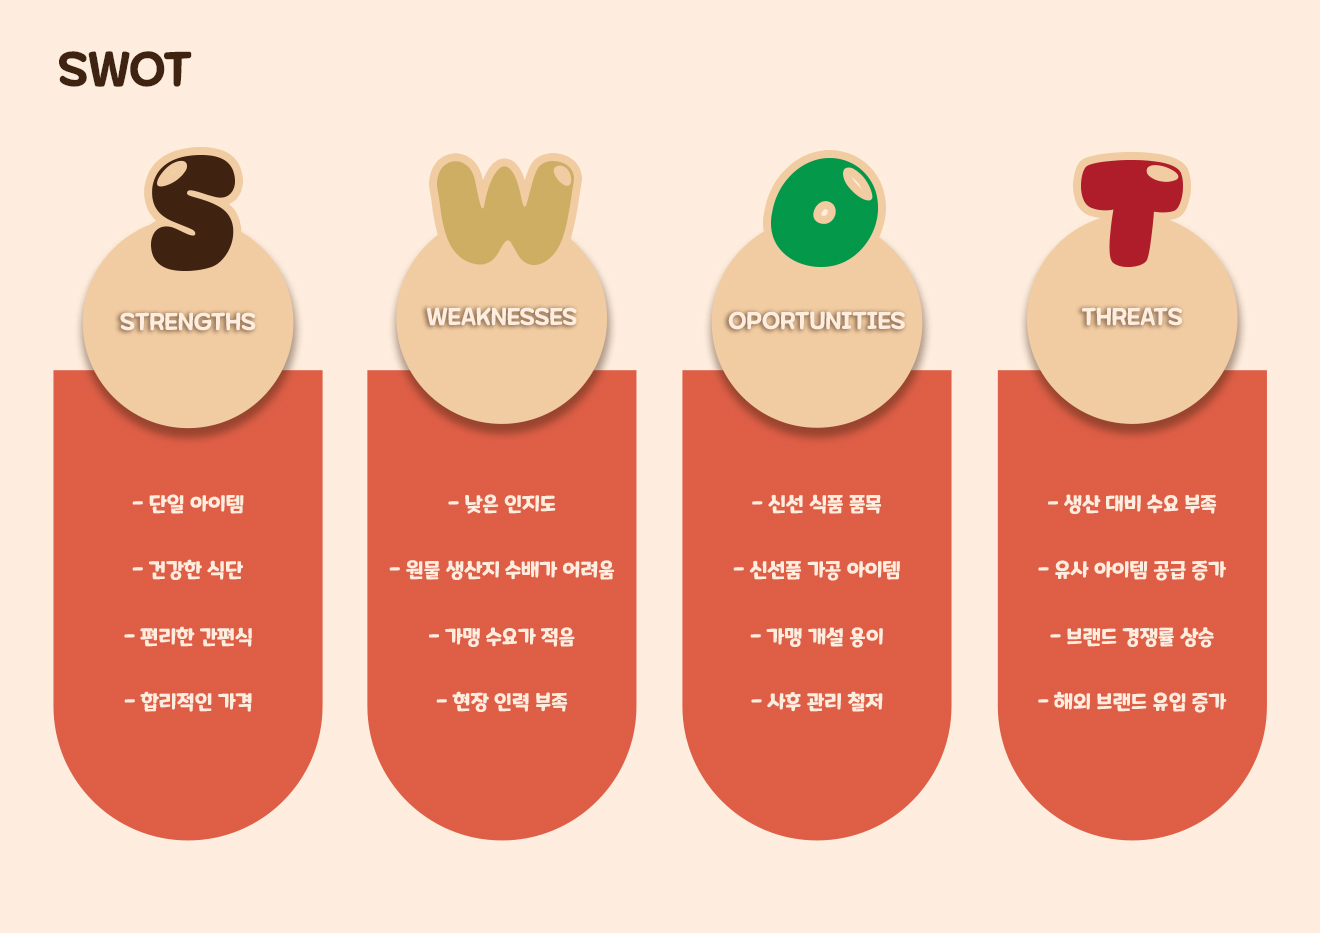 SWOT
S
STRENGTHS
- 단일 아이템
- 건강한 식단
- 편리한 간편식
- 합리적인 가격
W
WEAKNESSES
- 낮은 인지도
- 원물 생산지 수배가 어려움
- 가맹 수요가 적음
- 현장 인력 부족
O
OPORTUNITIES
- 신선 식품 품목
- 신선품 가공 아이템
- 가맹 개설 용이
- 사후 관리 철저
T
THREATS
- 생산 대비 수요 부족
- 유사 아이템 공급 증가
- 브랜드 경쟁률 상승
- 해외 브랜드 유입 증가